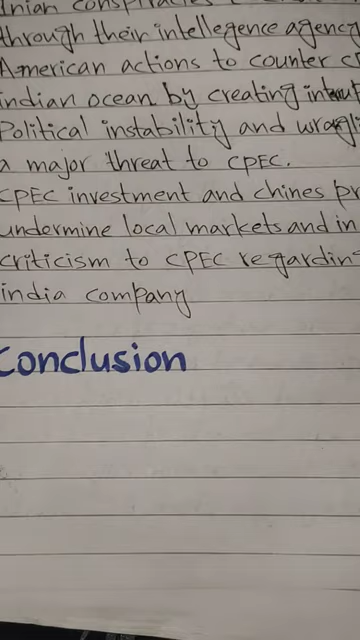 through their intellegence agency
American actions to counter
indian ocean by creating
Political instability and
a major threat to CPEC.
CPEC investment and chines
undermine local markets and in
criticism to CPEC regardin
india company
Conclusion